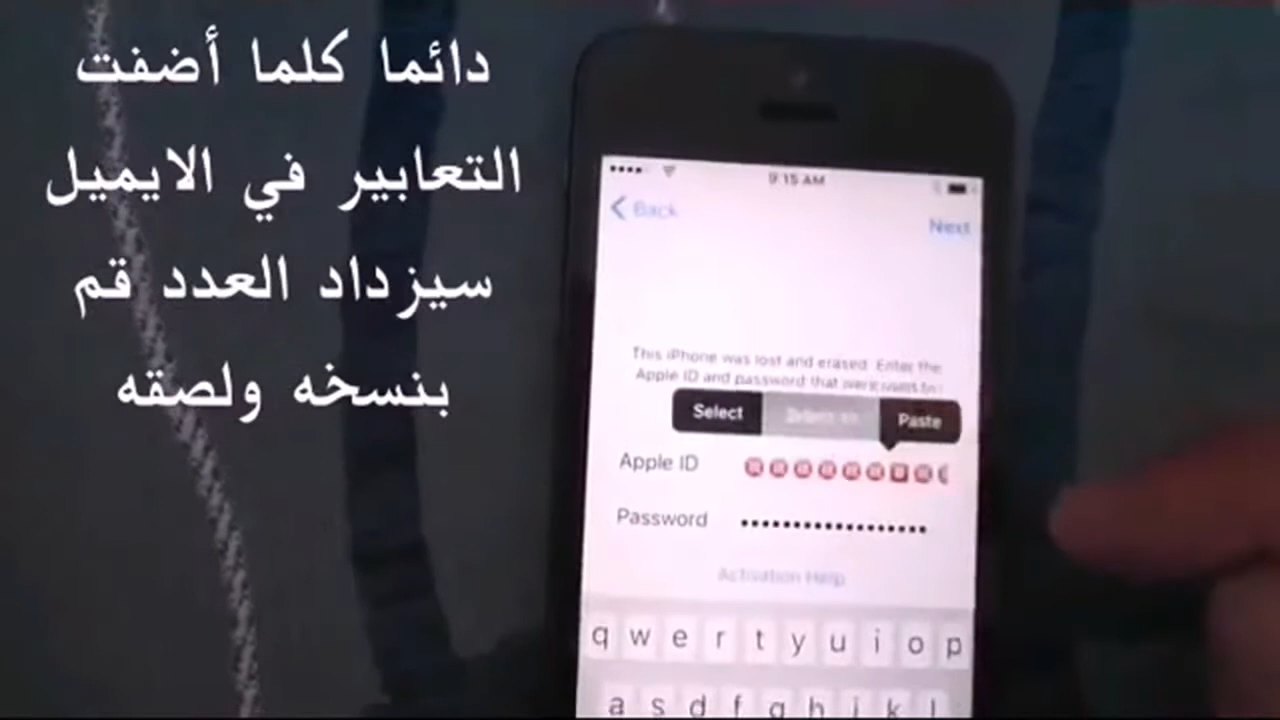 دائما كلما أضفت
التعابير في الايميل
سيزداد العدد قم
بنسخه ولصقه
9:15 AM
Back
Next
This iPhone was lost and erased. Enter the
Apple ID and password that were used to
Select
Paste
Apple ID
Password
Activation Help
q w e r t y u i o p
a s d f g h j k l